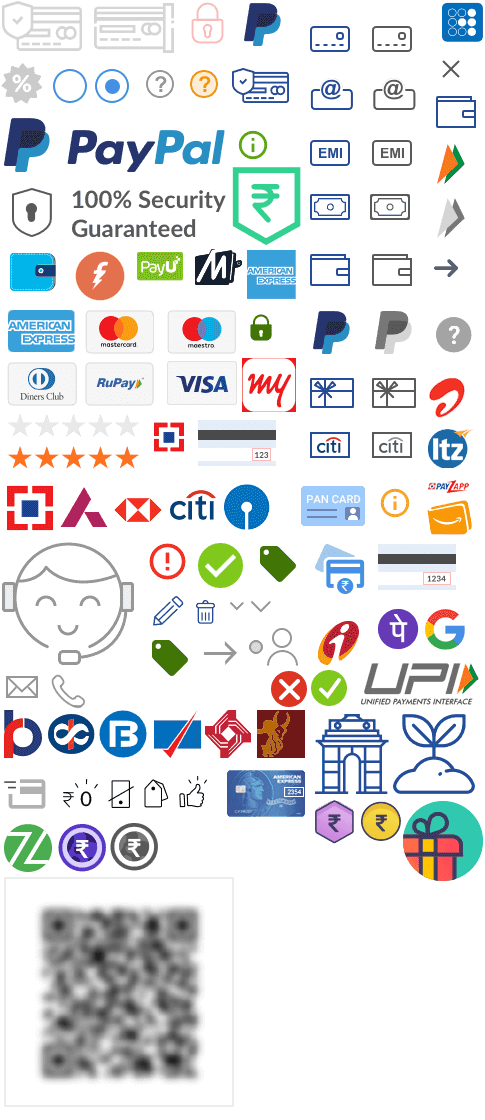 %
?
?
@
@
PayPal
i
EMI
EMI
₹
100% Security
Guaranteed
PayU
M
AMERICAN
EXPRESS
AMERICAN
EXPRESS
mastercard
maestro
?
Diners Club
RuPay
VISA
my
123
citi
citi
Itz
PAYZAPP
citi
PAN CARD
i
!
₹
1234
i
पे
G
UPI
UNIFIED PAYMENTS INTERFACE
b
B
₹0
AMERICAN
EXPRESS
2354
₹
₹
₹
₹